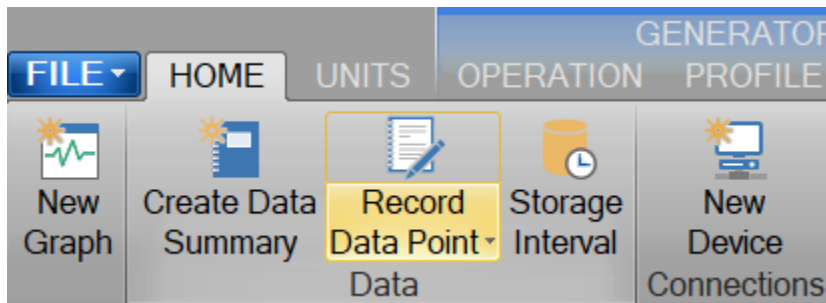 GENERATOR
FILE HOME UNITS OPERATION PROFILE
New Create Data Record Storage New
Graph Summary Data Point Interval Device
Data Connections